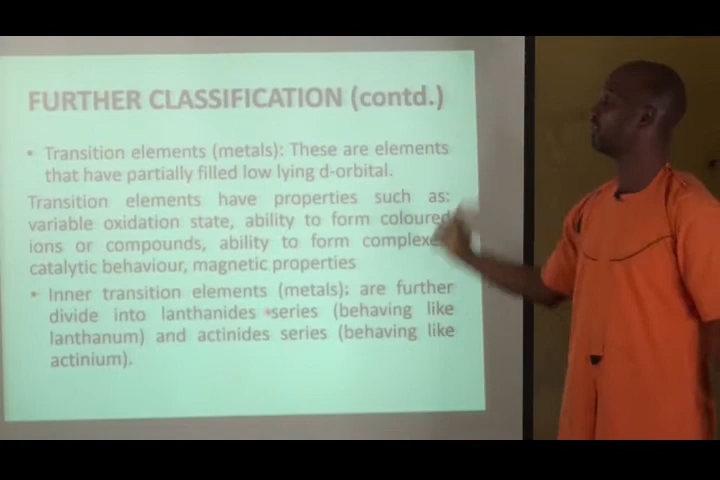 FURTHER CLASSIFICATION (contd.)
• Transition elements (metals): These are elements
that have partially filled low lying d-orbital.
Transition elements have properties such as:
variable oxidation state, ability to form coloured
ions or compounds, ability to form complexes
catalytic behaviour, magnetic properties
• Inner transition elements (metals): are further
divide into lanthanides series (behaving like
lanthanum) and actinides series (behaving like
actinium).